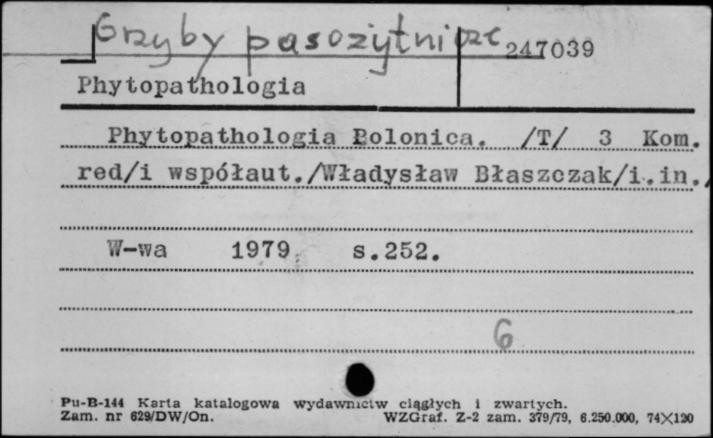 Grzyby pasożytnicze
247039
Phytopathologia
Phytopathologia Polonica. /T/ 3 Kom.
red/i współaut./Władysław Błaszczak/i.in./
W-wa 1979 s.252.
6
Pu-B-144 Karta katalogowa wydawnictw ciągłych i zwartych.
Zam. nr 629/DW/On. WZGraf. Z-2 zam. 379/79, 6.250.000, 74X120